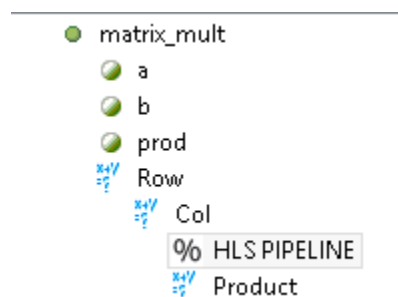 matrix_mult
a
b
prod
Row
Col
% HLS PIPELINE
Product